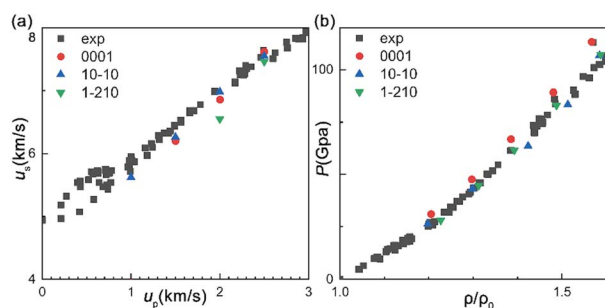 (a)
exp
0001
10-10
1-210
8
6
4
us(km/s)
0 1 2 3
up(km/s)
(b)
exp
0001
10-10
1-210
100
0
P(Gpa)
1.0 1.5
ρ/ρ0